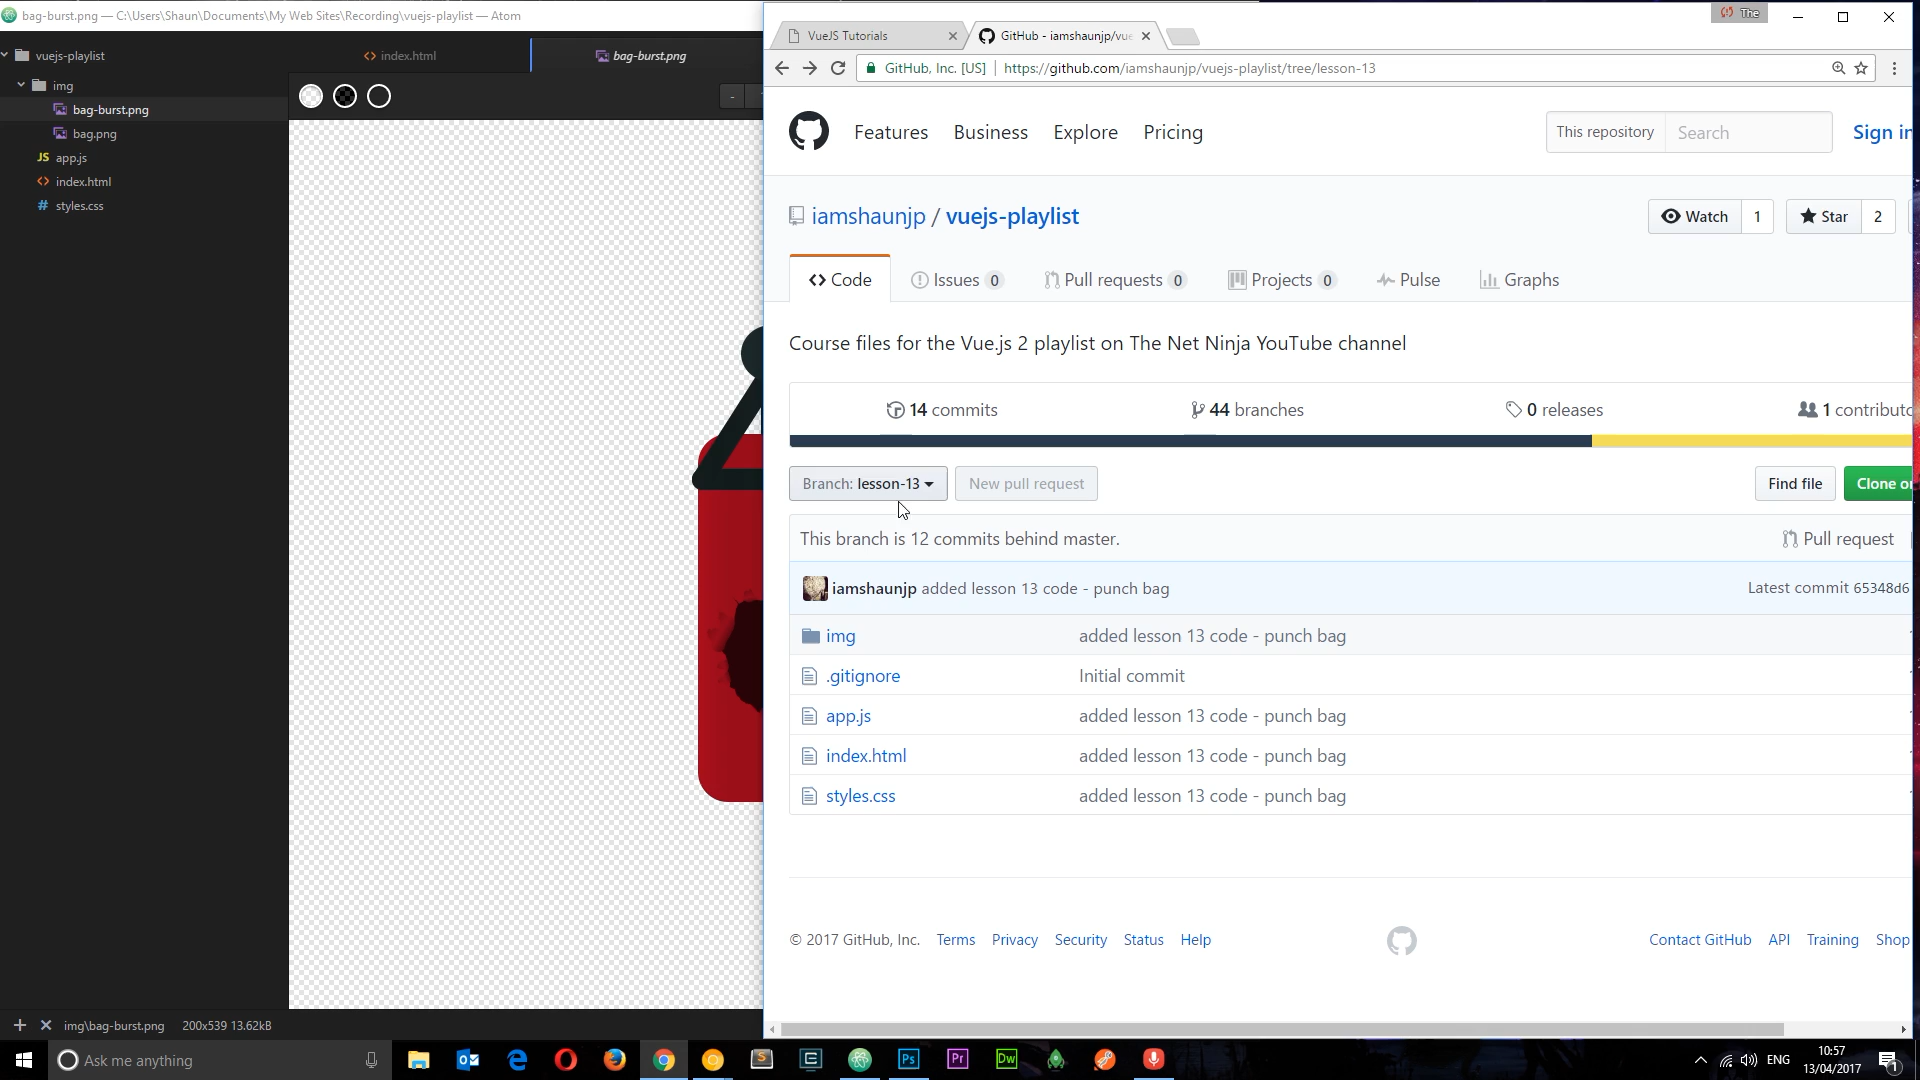 bag-burst.png — C:\Users\Shaun\Documents\My Web Sites\Recording\vuejs-playlist — Atom
vuejs-playlist
img
bag-burst.png
bag.png
JS app.js
<> index.html
# styles.css
<> index.html
bag-burst.png
-
img\bag-burst.png 200x539 13.62kB
The
VueJS Tutorials
GitHub - iamshaunjp/vue
GitHub, Inc. [US] | https://github.com/iamshaunjp/vuejs-playlist/tree/lesson-13
Features Business Explore Pricing
This repository Search
Sign in
iamshaunjp / vuejs-playlist
Watch 1
Star 2
<> Code
Issues 0
Pull requests 0
Projects 0
Pulse
Graphs
Course files for the Vue.js 2 playlist on The Net Ninja YouTube channel
14 commits
44 branches
0 releases
1 contributo
Branch: lesson-13
New pull request
Find file
Clone o
This branch is 12 commits behind master.
Pull request
iamshaunjp added lesson 13 code - punch bag
Latest commit 65348d6
img added lesson 13 code - punch bag
.gitignore Initial commit
app.js added lesson 13 code - punch bag
index.html added lesson 13 code - punch bag
styles.css added lesson 13 code - punch bag
© 2017 GitHub, Inc. Terms Privacy Security Status Help
Contact GitHub API Training Shop
Ask me anything
Ps
Pr
Dw
ENG
10:57
13/04/2017
1